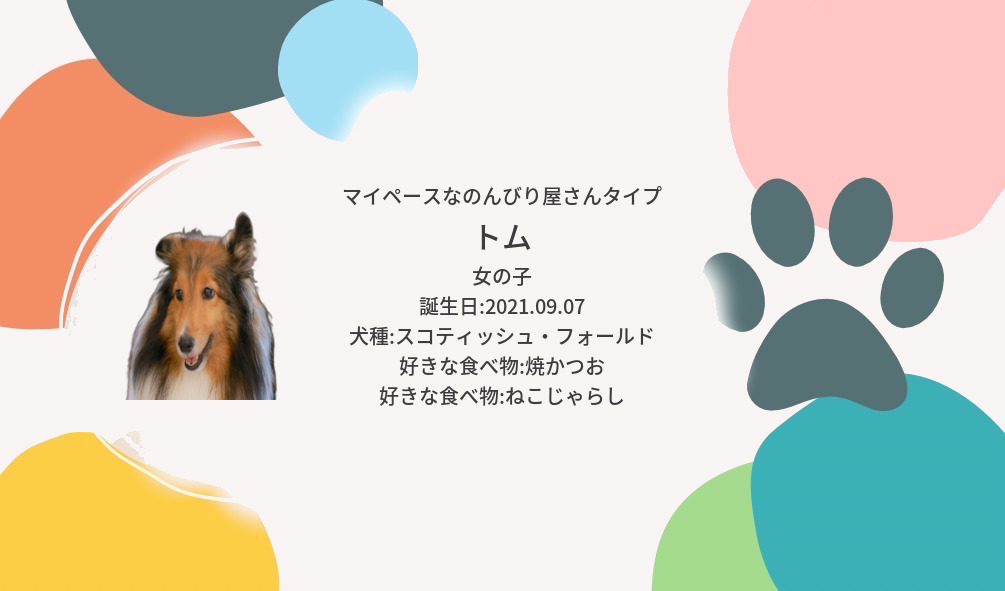 マイペースなのんびり屋さんタイプ
トム
女の子
誕生日:2021.09.07
犬種:スコティッシュ・フォールド
好きな食べ物:焼かつお
好きな食べ物:ねこじゃらし